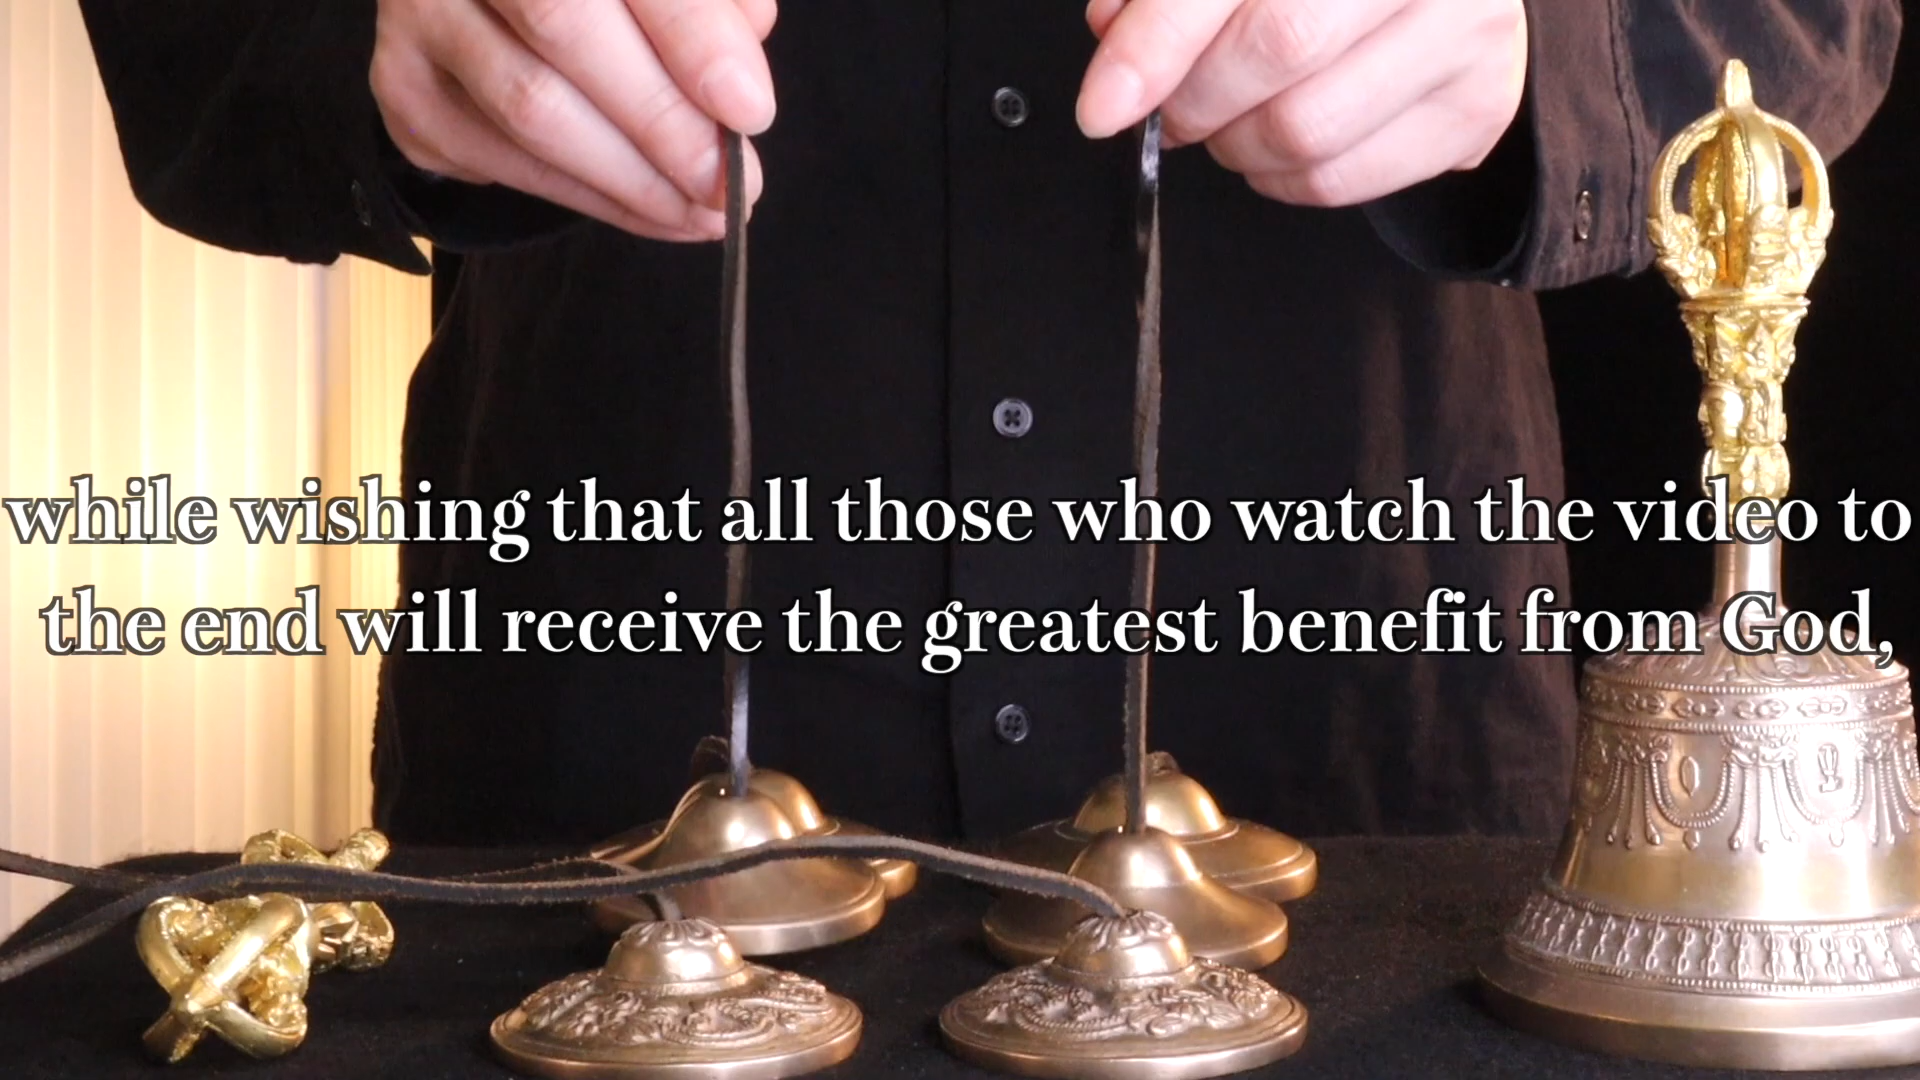 while wishing that all those who watch the video to
the end will receive the greatest benefit from God,